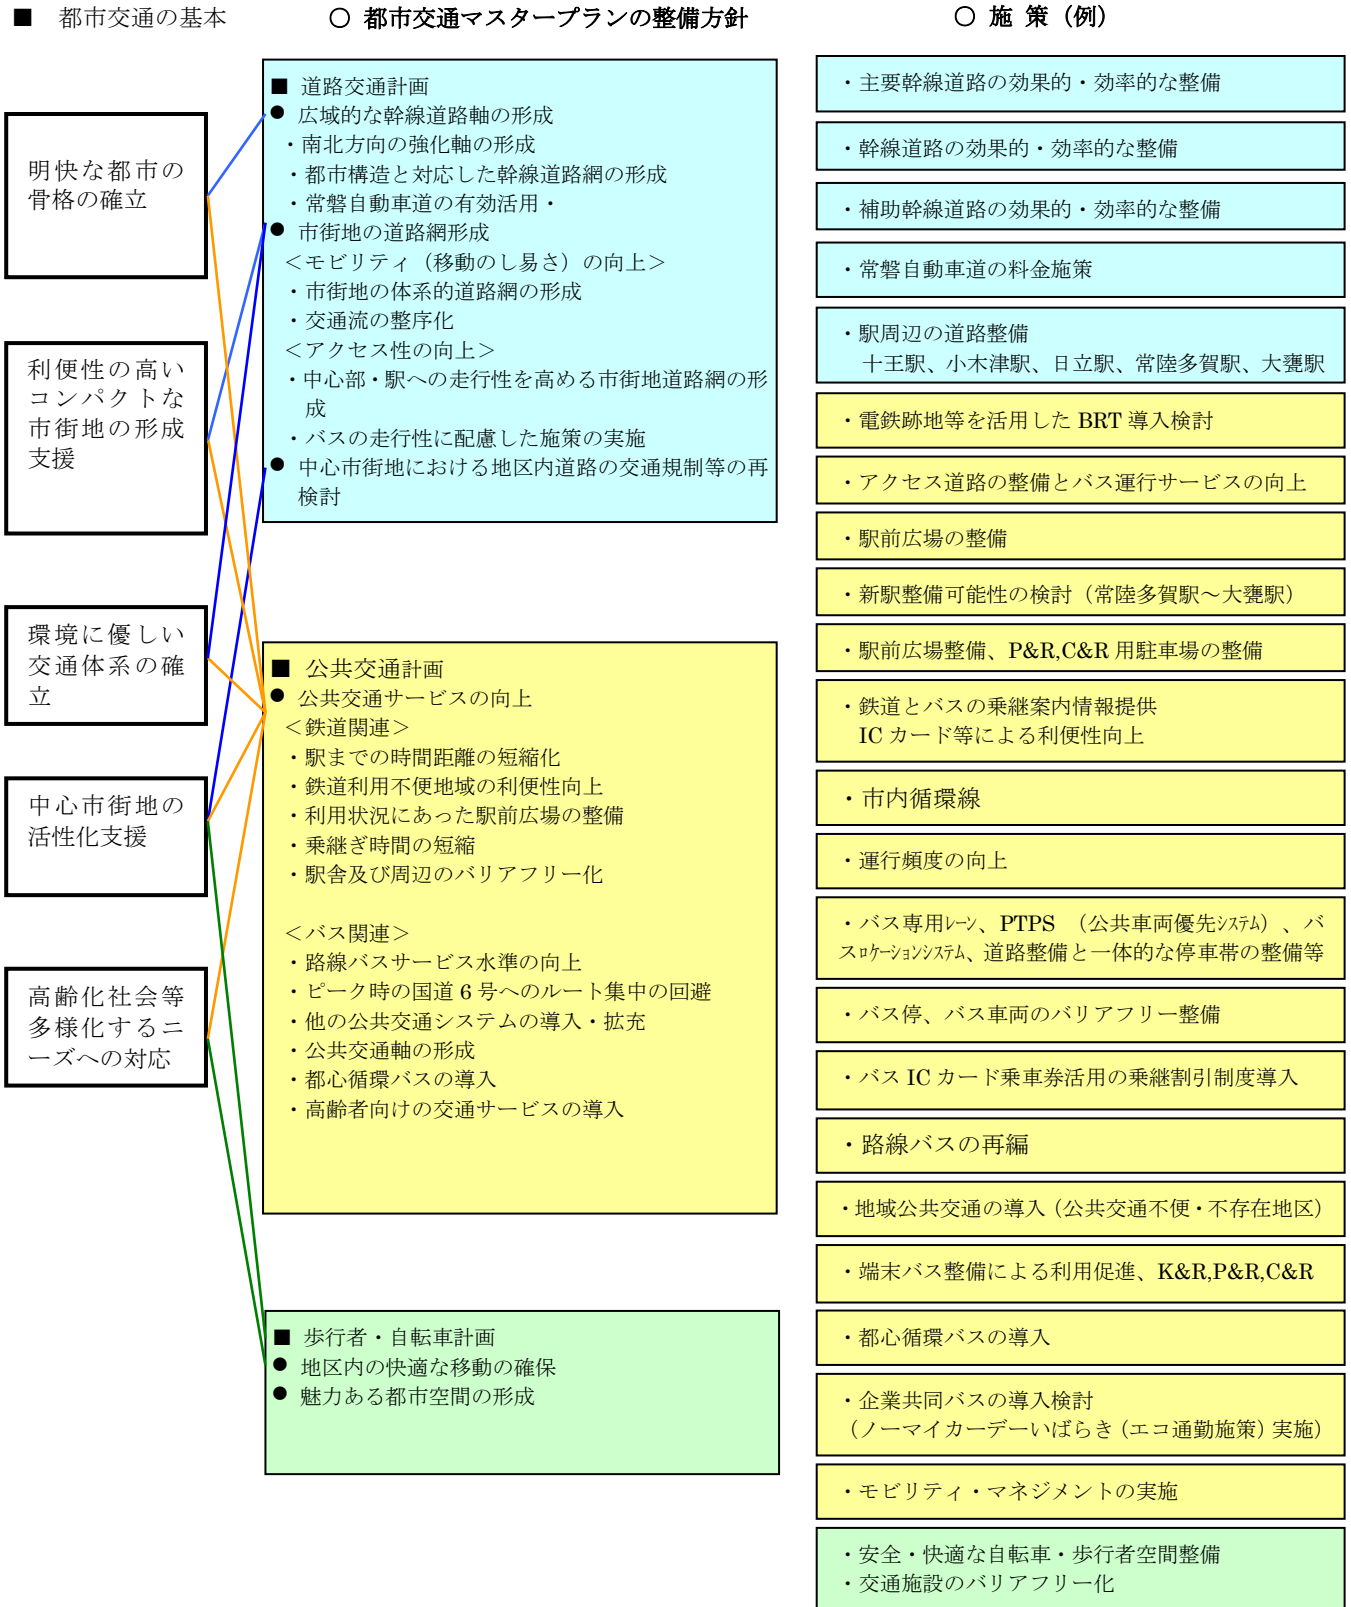 ■ 都市交通の基本
○ 都市交通マスタープランの整備方針
○ 施 策 (例)
明快な都市の
骨格の確立
利便性の高い
コンパクトな
市街地の形成
支援
環境に優しい
交通体系の確
立
中心市街地の
活性化支援
高齢化社会等
多様化するニ
ーズへの対応
■ 道路交通計画
● 広域的な幹線道路軸の形成
・南北方向の強化軸の形成
・都市構造と対応した幹線道路網の形成
・常磐自動車道の有効活用・
● 市街地の道路網形成
＜モビリティ（移動のし易さ）の向上＞
・市街地の体系的道路網の形成
・交通流の整序化
＜アクセス性の向上＞
・中心部・駅への走行性を高める市街地道路網の形
成
・バスの走行性に配慮した施策の実施
● 中心市街地における地区内道路の交通規制等の再
検討
■ 公共交通計画
● 公共交通サービスの向上
＜鉄道関連＞
・駅までの時間距離の短縮化
・鉄道利用不便地域の利便性向上
・利用状況にあった駅前広場の整備
・乗継ぎ時間の短縮
・駅舎及び周辺のバリアフリー化
＜バス関連＞
・路線バスサービス水準の向上
・ピーク時の国道 6 号へのルート集中の回避
・他の公共交通システムの導入・拡充
・公共交通軸の形成
・都心循環バスの導入
・高齢者向けの交通サービスの導入
■ 歩行者・自転車計画
● 地区内の快適な移動の確保
● 魅力ある都市空間の形成
・主要幹線道路の効果的・効率的な整備
・幹線道路の効果的・効率的な整備
・補助幹線道路の効果的・効率的な整備
・常磐自動車道の料金施策
・駅周辺の道路整備
十王駅、小木津駅、日立駅、常陸多賀駅、大甕駅
・電鉄跡地等を活用した BRT 導入検討
・アクセス道路の整備とバス運行サービスの向上
・駅前広場の整備
・新駅整備可能性の検討（常陸多賀駅～大甕駅）
・駅前広場整備、P&R,C&R 用駐車場の整備
・鉄道とバスの乗継案内情報提供
IC カード等による利便性向上
・市内循環線
・運行頻度の向上
・バス専用ﾚｰﾝ、PTPS （公共車両優先ｼｽﾃﾑ）、バ
スﾛｹｰｼｮﾝｼｽﾃﾑ、道路整備と一体的な停車帯の整備等
・バス停、バス車両のバリアフリー整備
・バス IC カード乗車券活用の乗継割引制度導入
・路線バスの再編
・地域公共交通の導入（公共交通不便・不存在地区）
・端末バス整備による利用促進、K&R,P&R,C&R
・都心循環バスの導入
・企業共同バスの導入検討
（ノーマイカーデーいばらき（エコ通勤施策）実施）
・モビリティ・マネジメントの実施
・安全・快適な自転車・歩行者空間整備
・交通施設のバリアフリー化